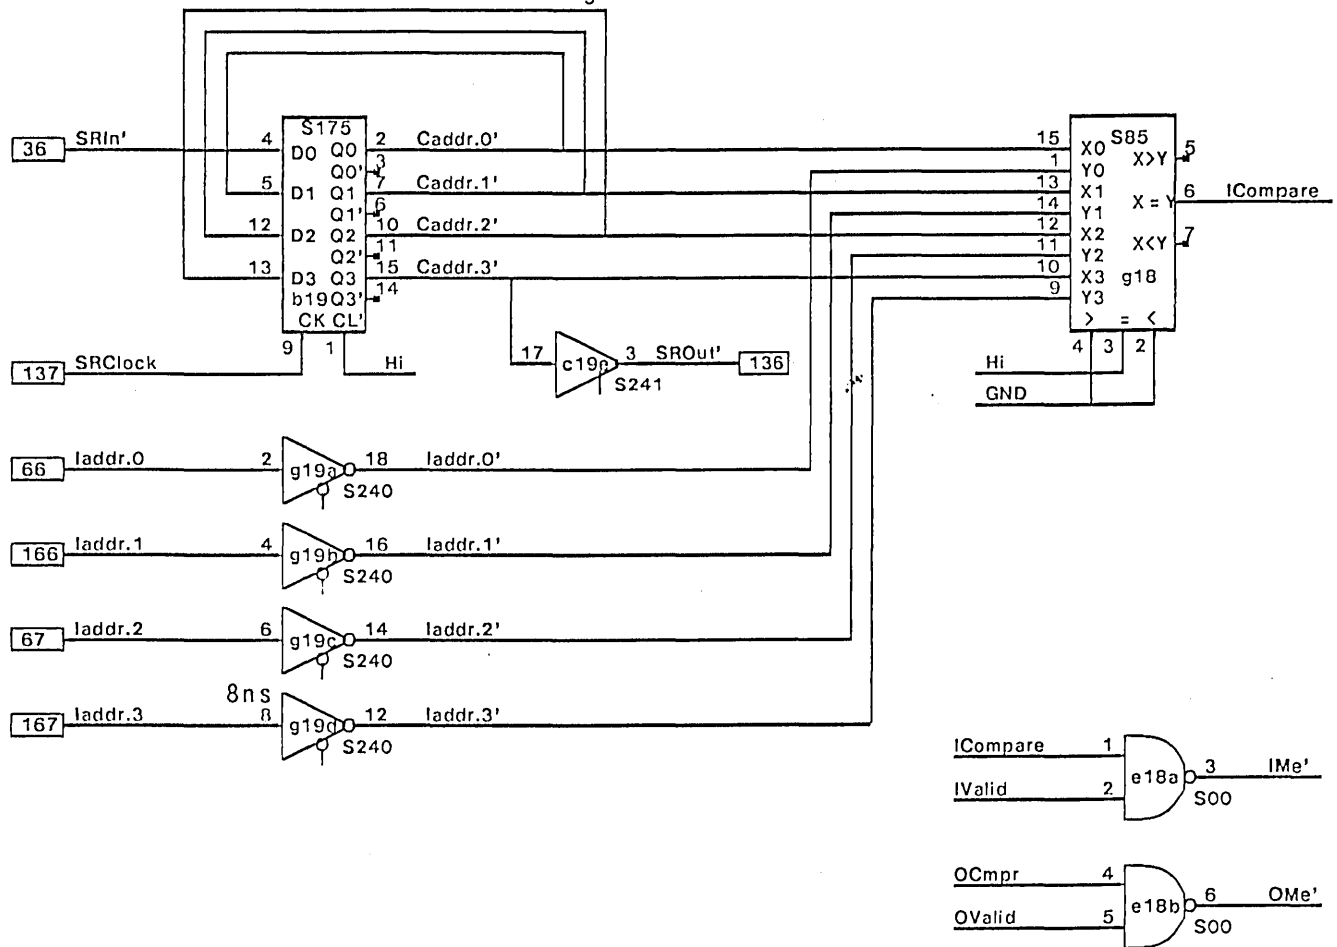 g
S175
36 SRIn' 4 D0 Q0 2 Caddr.0'
Q0' 3
5 D1 Q1 7 Caddr.1'
Q1' 6
12 D2 Q2 10 Caddr.2'
Q2' 11
13 D3 Q3 15 Caddr.3'
b19 Q3' 14
CK CL'
9 1
137 SRClock Hi
17 c19e 3 SROut' 136
S241
S85
15 X0 X>Y 5
1 Y0
13 X1
14 Y1 X=Y 6 ICompare
12 X2
11 Y2 X<Y 7
10 X3 g18
9 Y3
> = <
4 3 2
Hi
GND
66 Iaddr.0 2 g19a 18 Iaddr.0'
S240
166 Iaddr.1 4 g19b 16 Iaddr.1'
S240
67 Iaddr.2 6 g19c 14 Iaddr.2'
S240
8ns
167 Iaddr.3 8 g19d 12 Iaddr.3'
S240
ICompare 1 e18a 3 IMe'
IValid 2 S00
OCmpr 4 e18b 6 OMe'
OValid 5 S00